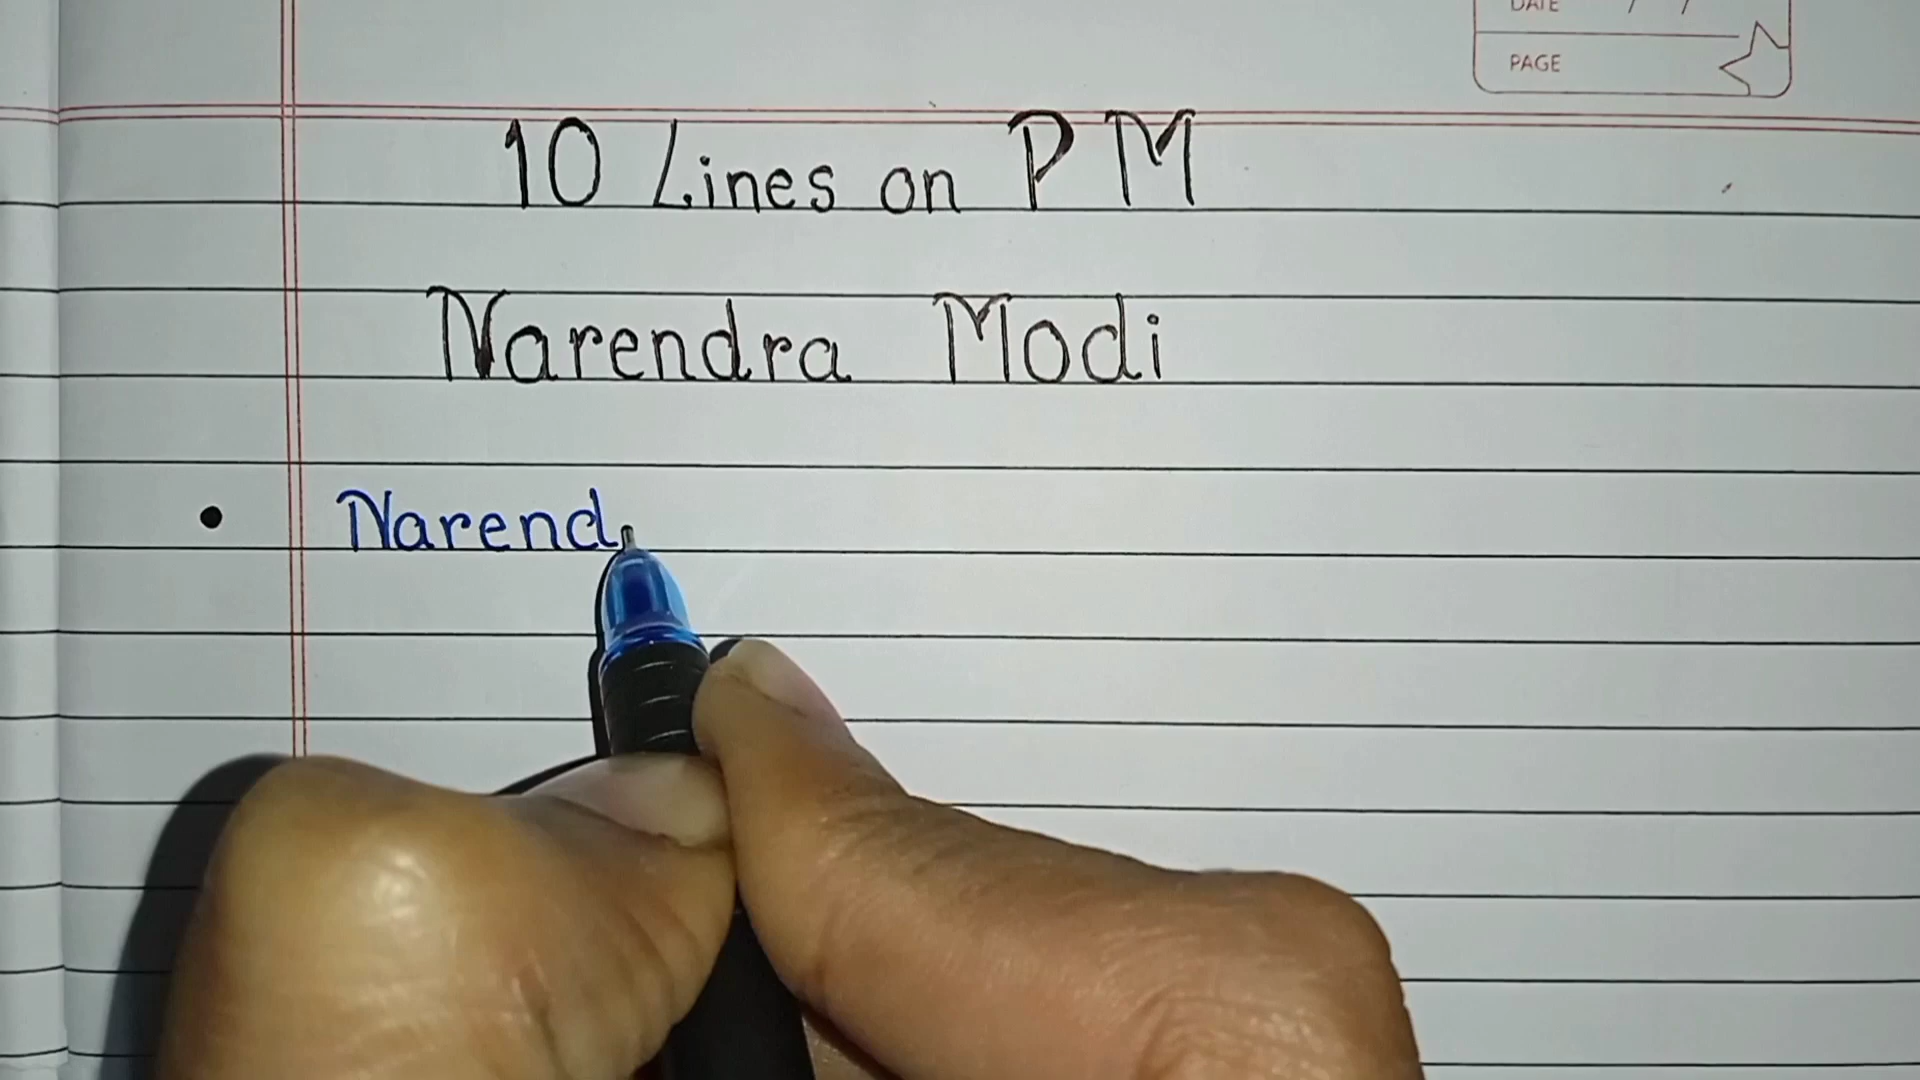 DATE / /
PAGE
10 Lines on PM
Narendra Modi
• Narend